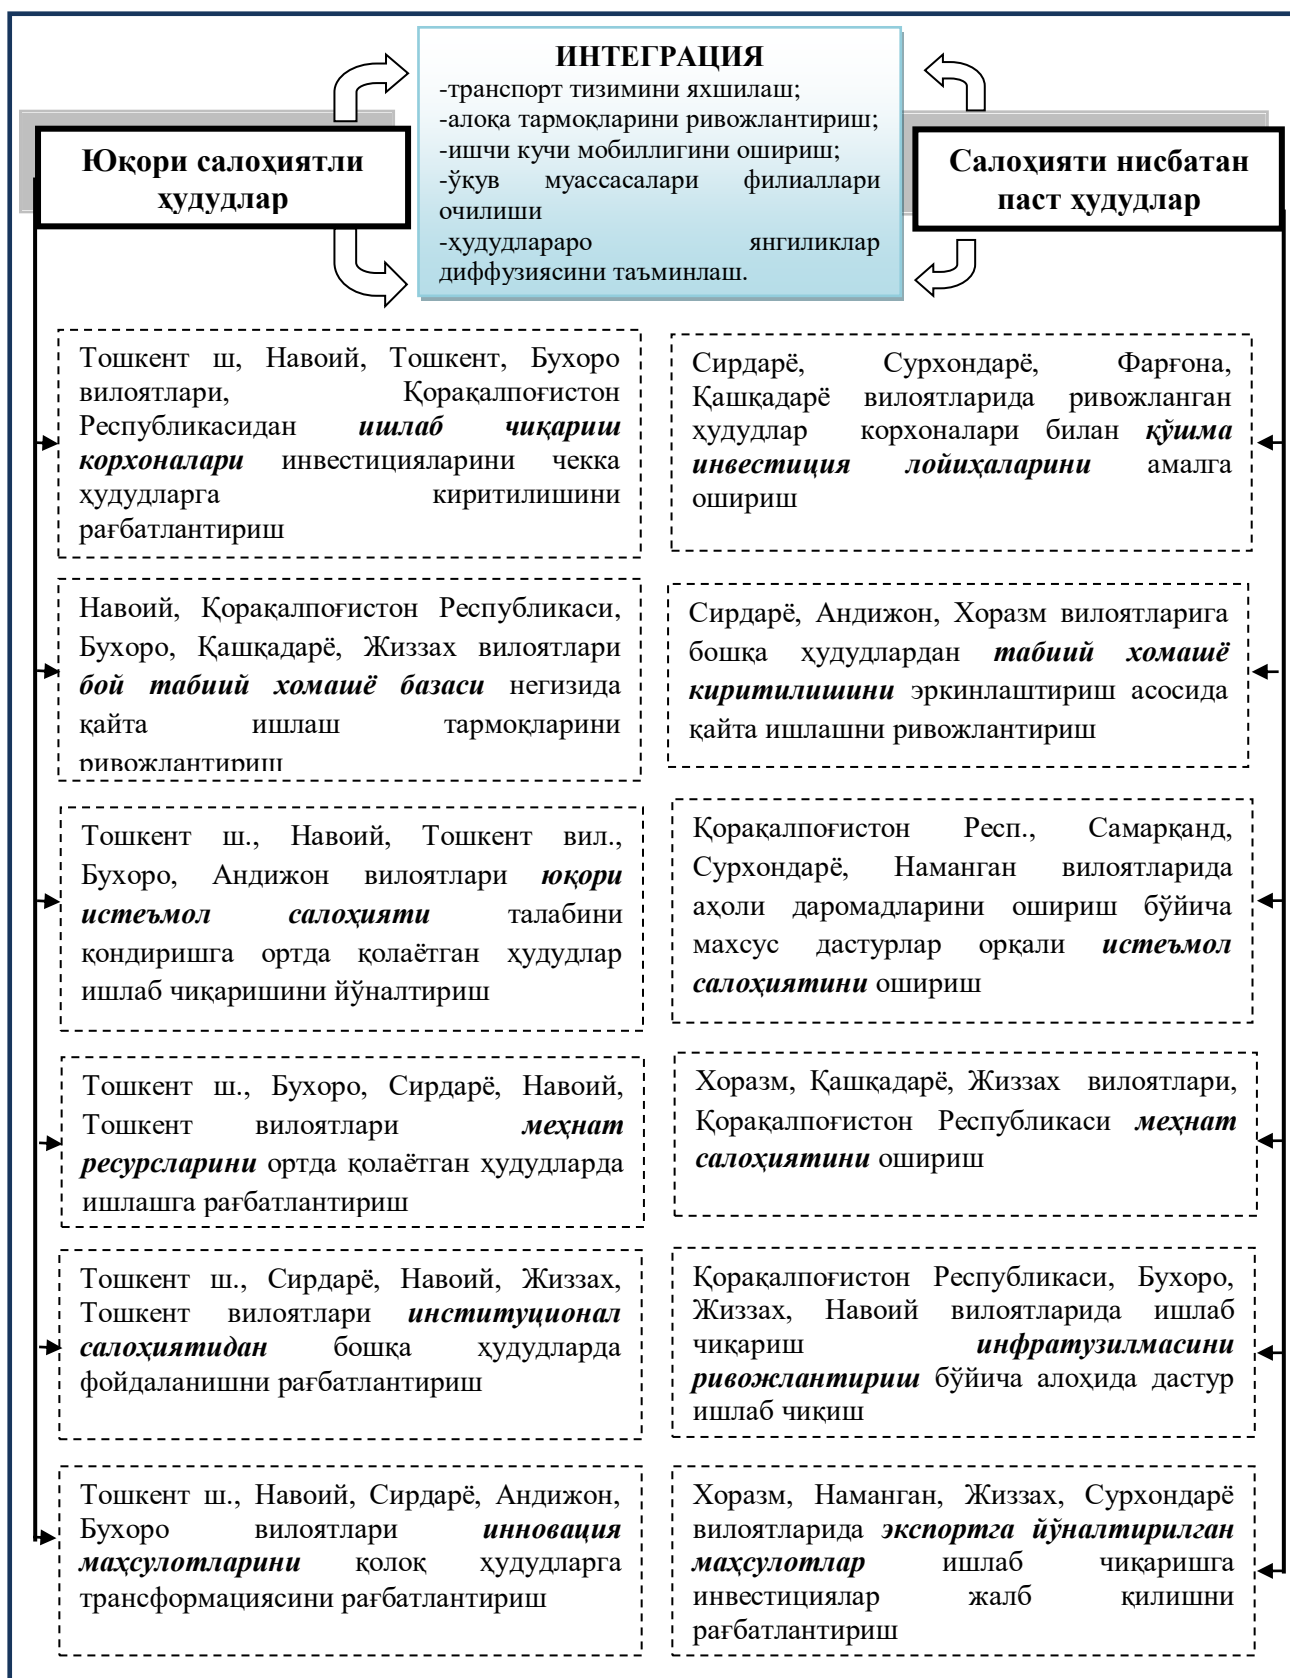 ИНТЕГРАЦИЯ
-транспорт тизимини яхшилаш;
-алоқа тармоқларини ривожлантириш;
-ишчи кучи мобиллигини ошириш;
-ўқув муассасалари филиаллари
очилиши
-ҳудудлараро янгиликлар
диффузиясини таъминлаш.
Юқори салоҳиятли
ҳудудлар
Салоҳияти нисбатан
паст ҳудудлар
Тошкент ш, Навоий, Тошкент, Бухоро
вилоятлари, Қорақалпоғистон
Республикасидан ишлаб чиқариш
корхоналари инвестицияларини чекка
ҳудудларга киритилишини
рағбатлантириш
Навоий, Қорақалпоғистон Республикаси,
Бухоро, Қашқадарё, Жиззах вилоятлари
бой табиий хомашё базаси негизида
қайта ишлаш тармоқларини
ривожлантириш
Тошкент ш., Навоий, Тошкент вил.,
Бухоро, Андижон вилоятлари юқори
истеъмол салоҳияти талабини
қондиришга ортда қолаётган ҳудудлар
ишлаб чиқаришини йўналтириш
Тошкент ш., Бухоро, Сирдарё, Навоий,
Тошкент вилоятлари меҳнат
ресурсларини ортда қолаётган ҳудудларда
ишлашга рағбатлантириш
Тошкент ш., Сирдарё, Навоий, Жиззах,
Тошкент вилоятлари институционал
салоҳиятидан бошқа ҳудудларда
фойдаланишни рағбатлантириш
Тошкент ш., Навоий, Сирдарё, Андижон,
Бухоро вилоятлари инновация
маҳсулотларини қолоқ ҳудудларга
трансформациясини рағбатлантириш
Сирдарё, Сурхондарё, Фарғона,
Қашқадарё вилоятларида ривожланган
ҳудудлар корхоналари билан қўшма
инвестиция лойиҳаларини амалга
ошириш
Сирдарё, Андижон, Хоразм вилоятларига
бошқа ҳудудлардан табиий хомашё
киритилишини эркинлаштириш асосида
қайта ишлашни ривожлантириш
Қорақалпоғистон Респ., Самарқанд,
Сурхондарё, Наманган вилоятларида
аҳоли даромадларини ошириш бўйича
махсус дастурлар орқали истеъмол
салоҳиятини ошириш
Хоразм, Қашқадарё, Жиззах вилоятлари,
Қорақалпоғистон Республикаси меҳнат
салоҳиятини ошириш
Қорақалпоғистон Республикаси, Бухоро,
Жиззах, Навоий вилоятларида ишлаб
чиқариш инфратузилмасини
ривожлантириш бўйича алоҳида дастур
ишлаб чиқиш
Хоразм, Наманган, Жиззах, Сурхондарё
вилоятларида экспортга йўналтирилган
маҳсулотлар ишлаб чиқаришга
инвестициялар жалб қилишни
рағбатлантириш